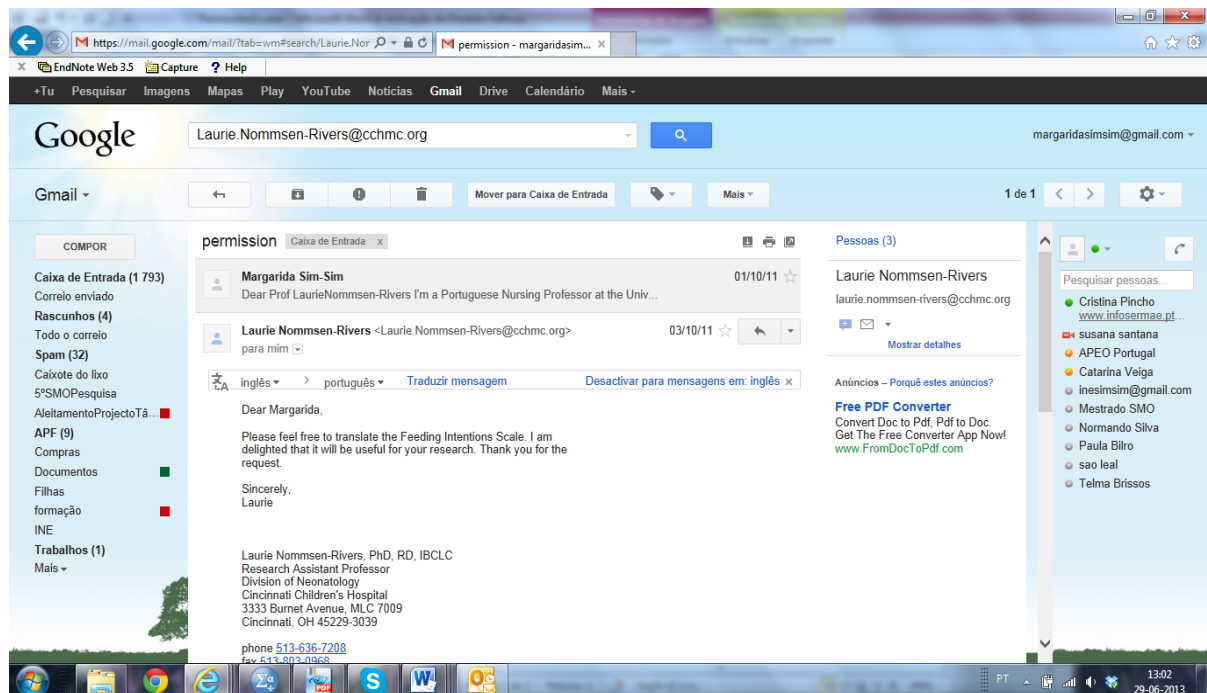 https://mail.google.com/mail/?tab=wm#search/Laurie.Nor
permission - margaridasim...
EndNote Web 3.5 Capture ? Help
+Tu Pesquisar Imagens Mapas Play YouTube Notícias Gmail Drive Calendário Mais
Google
Laurie.Nommsen-Rivers@cchmc.org
margaridasimsim@gmail.com
Gmail
Mover para Caixa de Entrada
Mais
1 de 1
COMPOR
Caixa de Entrada (1 793)
Correio enviado
Rascunhos (4)
Todo o correio
Spam (32)
Caixote do lixo
5ºSMOPesquisa
AleitamentoProjectoTâ...
APF (9)
Compras
Documentos
Filhas
formação
INE
Trabalhos (1)
Mais
permission Caixa de Entrada x
Margarida Sim-Sim 01/10/11
Dear Prof LaurieNommsen-Rivers I'm a Portuguese Nursing Professor at the Univ...
Laurie Nommsen-Rivers <Laurie.Nommsen-Rivers@cchmc.org> 03/10/11
para mim
inglês > português Traduzir mensagem Desactivar para mensagens em: inglês x
Dear Margarida,
Please feel free to translate the Feeding Intentions Scale. I am
delighted that it will be useful for your research. Thank you for the
request.
Sincerely,
Laurie
Laurie Nommsen-Rivers, PhD, RD, IBCLC
Research Assistant Professor
Division of Neonatology
Cincinnati Children's Hospital
3333 Burnet Avenue, MLC 7009
Cincinnati, OH 45229-3039
phone 513-636-7208
fax 513-803-0968
Pessoas (3)
Laurie Nommsen-Rivers
laurie.nommsen-rivers@cchmc.org
Mostrar detalhes
Anúncios – Porquê estes anúncios?
Free PDF Converter
Convert Doc to Pdf, Pdf to Doc.
Get The Free Converter App Now!
www.FromDocToPdf.com
Pesquisar pessoas...
Cristina Pincho
www.infosermae.pt...
susana santana
APEO Portugal
Catarina Veiga
inesimsim@gmail.com
Mestrado SMO
Normando Silva
Paula Bilro
sao leal
Telma Brissos
PT
13:02
29-06-2013